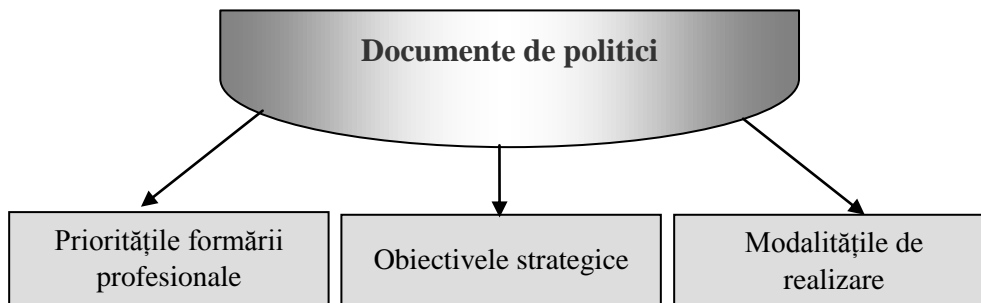 Documente de politici
Prioritățile formării
profesionale
Obiectivele strategice
Modalitățile de
realizare